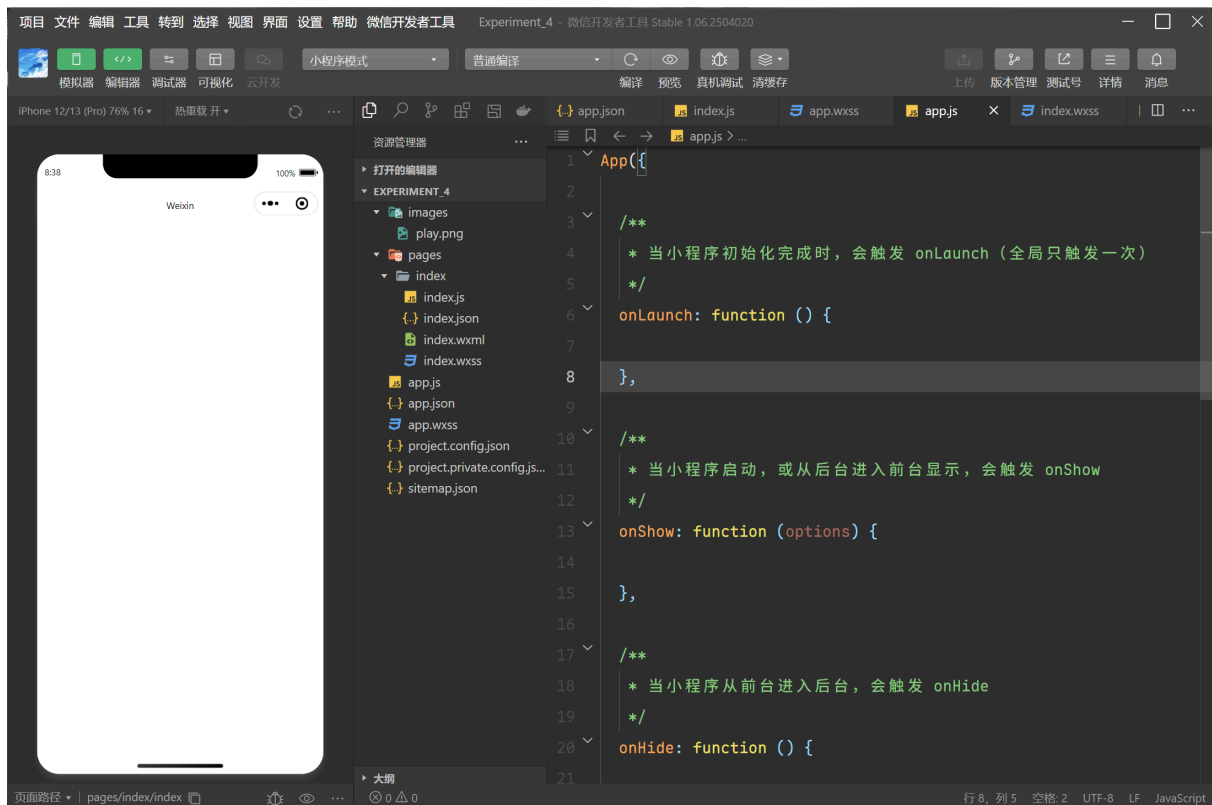 项目 文件 编辑 工具 转到 选择 视图 界面 设置 帮助 微信开发者工具 Experiment_4 - 微信开发者工具 Stable 1.06.2504020
小程序模式 普通编译
模拟器 编辑器 调试器 可视化 云开发 编译 预览 真机调试 清缓存 上传 版本管理 测试号 详情 消息
iPhone 12/13 (Pro) 76% 16 热重载 开
{..} app.json JS index.js app.wxss JS app.js index.wxss
JS app.js > ...
8:38 100%
Weixin
资源管理器 ...
打开的编辑器
EXPERIMENT_4
images
play.png
pages
index
JS index.js
{..} index.json
index.wxml
index.wxss
JS app.js
{..} app.json
app.wxss
{..} project.config.json
{..} project.private.config.js...
{..} sitemap.json
大纲
1 App({
2
3 /**
4 * 当小程序初始化完成时，会触发 onLaunch（全局只触发一次）
5 */
6 onLaunch: function () {
7
8 },
9
10 /**
11 * 当小程序启动，或从后台进入前台显示，会触发 onShow
12 */
13 onShow: function (options) {
14
15 },
16
17 /**
18 * 当小程序从前台进入后台，会触发 onHide
19 */
20 onHide: function () {
21
页面路径 pages/index/index 0 0 行 8，列 5 空格: 2 UTF-8 LF JavaScript